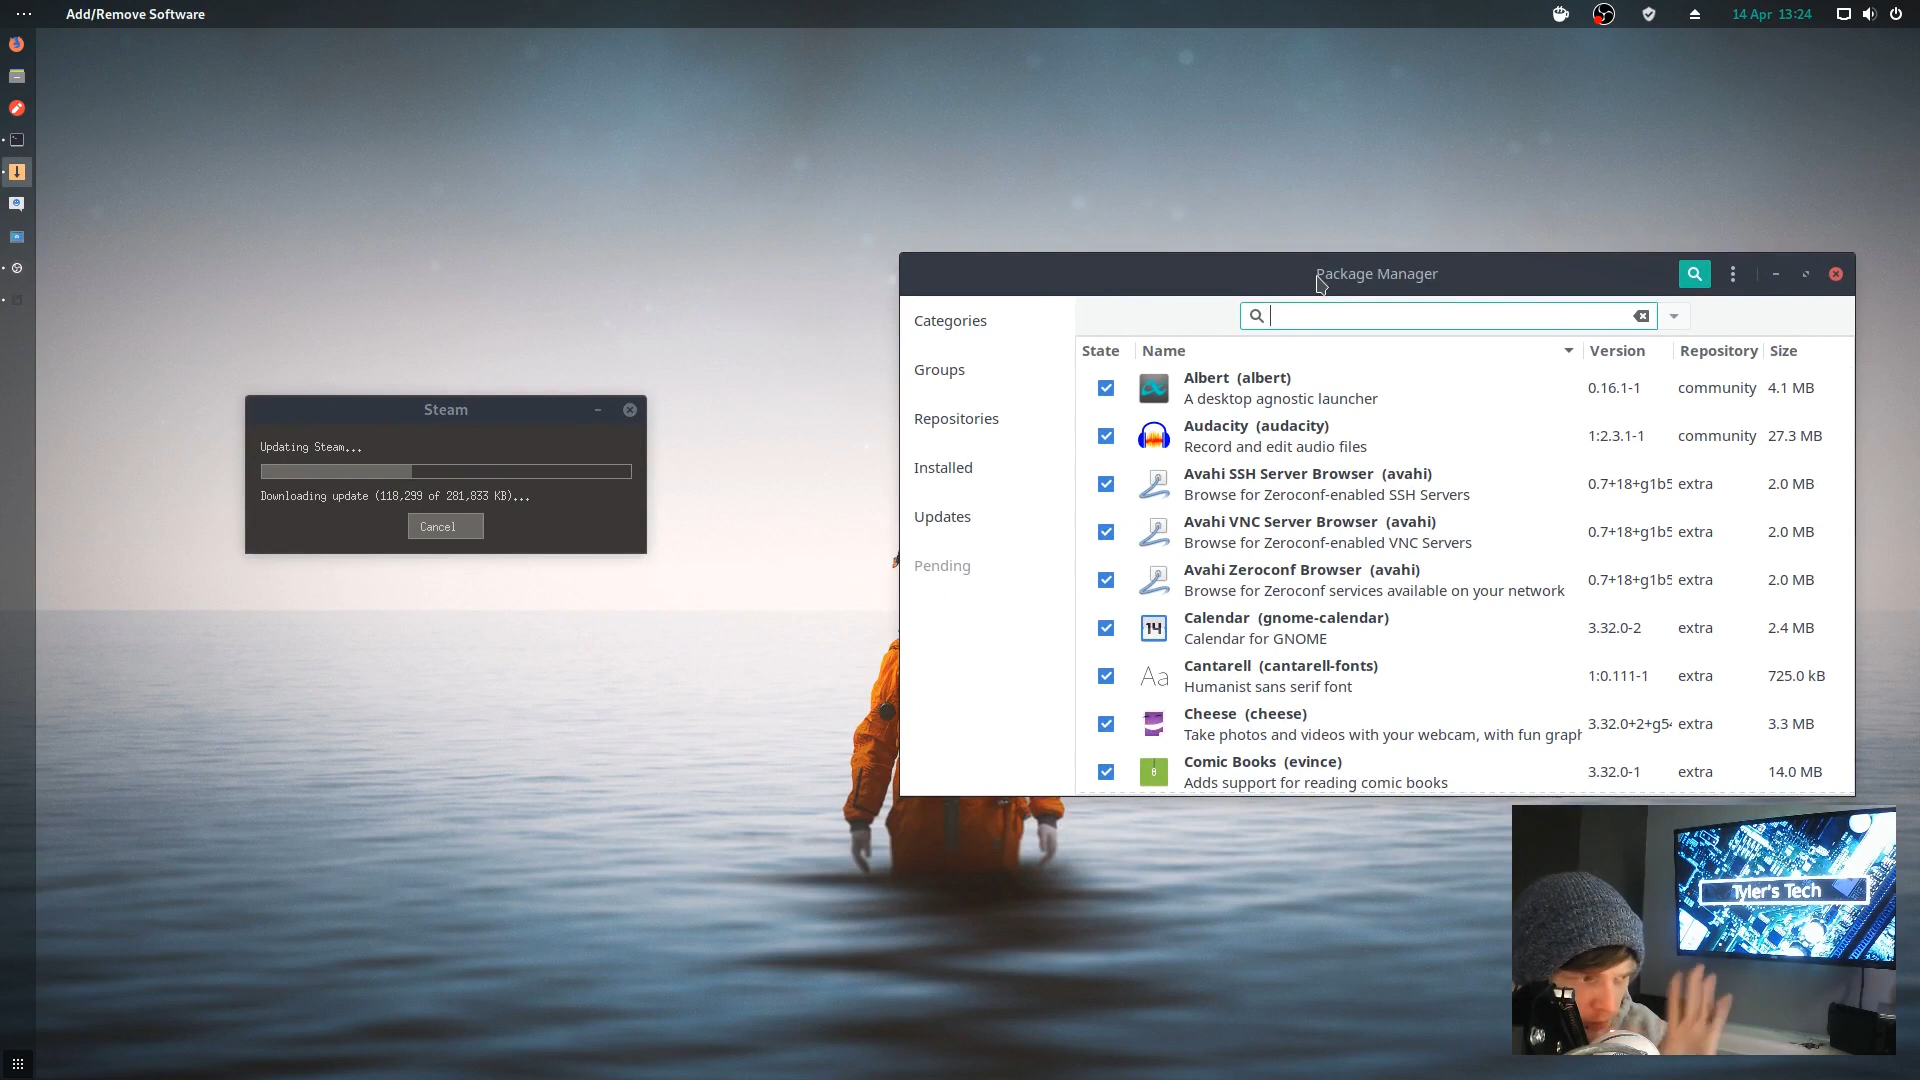 Add/Remove Software
14 Apr 13:24
Package Manager
Categories
Groups
Repositories
Installed
Updates
Pending
State Name Version Repository Size
Albert (albert)
A desktop agnostic launcher
0.16.1-1 community 4.1 MB
Audacity (audacity)
Record and edit audio files
1:2.3.1-1 community 27.3 MB
Avahi SSH Server Browser (avahi)
Browse for Zeroconf-enabled SSH Servers
0.7+18+g1b5 extra 2.0 MB
Avahi VNC Server Browser (avahi)
Browse for Zeroconf-enabled VNC Servers
0.7+18+g1b5 extra 2.0 MB
Avahi Zeroconf Browser (avahi)
Browse for Zeroconf services available on your network
0.7+18+g1b5 extra 2.0 MB
14
Calendar (gnome-calendar)
Calendar for GNOME
3.32.0-2 extra 2.4 MB
Aa
Cantarell (cantarell-fonts)
Humanist sans serif font
1:0.111-1 extra 725.0 kB
Cheese (cheese)
Take photos and videos with your webcam, with fun graph
3.32.0+2+g54 extra 3.3 MB
Comic Books (evince)
Adds support for reading comic books
3.32.0-1 extra 14.0 MB
Steam
Updating Steam...
Downloading update (118,299 of 281,833 KB)...
Cancel
Tyler's Tech